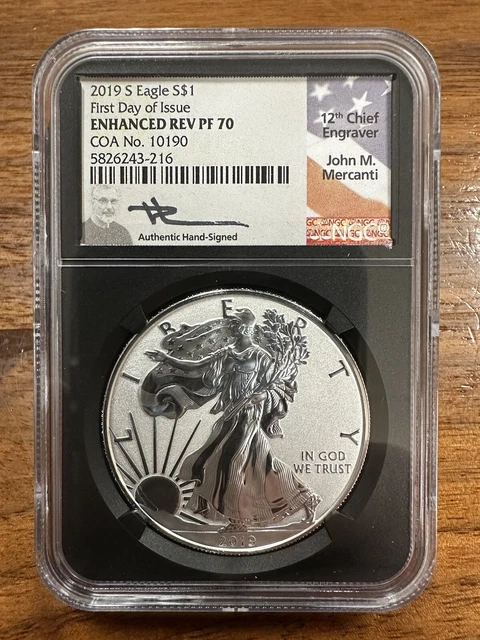 2019 S Eagle S$1
First Day of Issue
ENHANCED REV PF 70
COA No. 10190
5826243-216
Authentic Hand-Signed
12th Chief
Engraver
John M.
Mercanti
NGC
LIBERTY
IN GOD
WE TRUST
2019